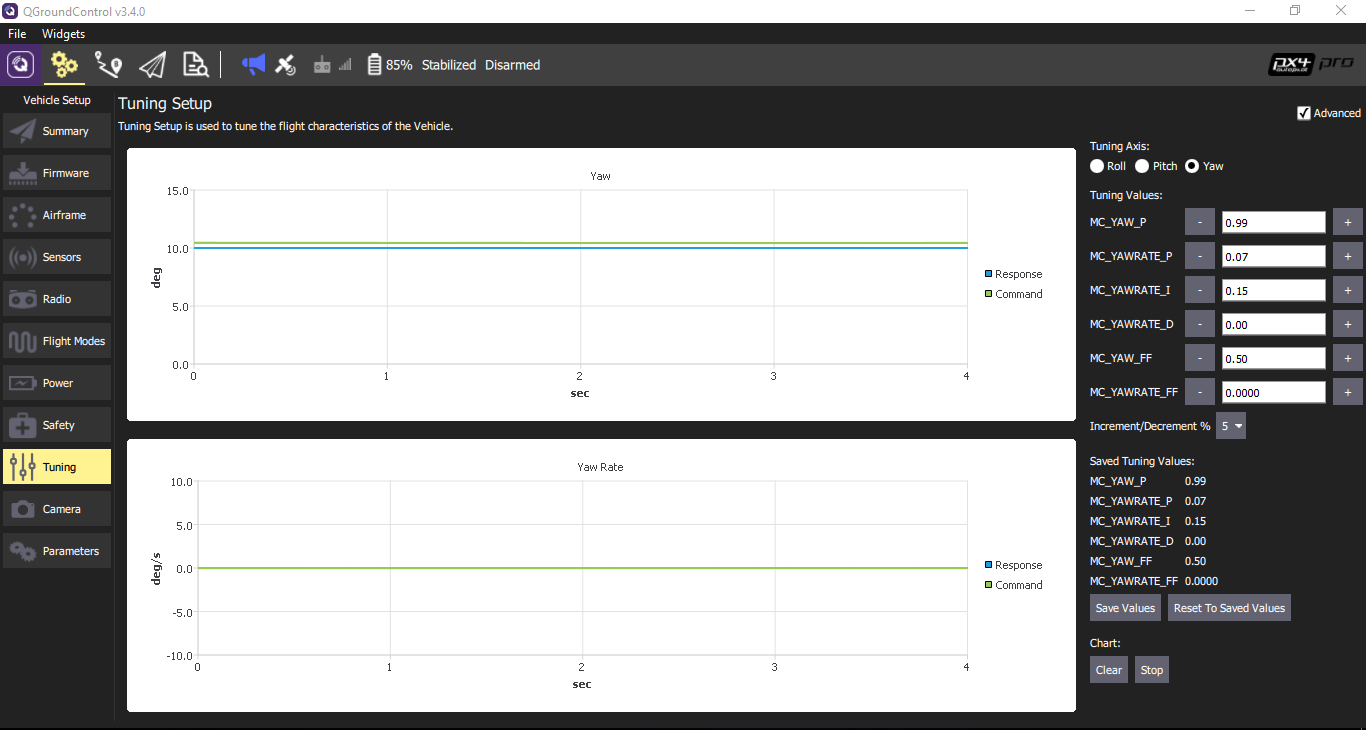 QGroundControl v3.4.0
File Widgets
85% Stabilized Disarmed
px4 pro
autopilot
Vehicle Setup
Summary
Firmware
Airframe
Sensors
Radio
Flight Modes
Power
Safety
Tuning
Camera
Parameters
Tuning Setup
Tuning Setup is used to tune the flight characteristics of the Vehicle.
Advanced
Yaw
15.0
10.0
5.0
0.0
deg
0 1 2 3 4
sec
Response
Command
Yaw Rate
10.0
5.0
0.0
-5.0
-10.0
deg/s
0 1 2 3 4
sec
Response
Command
Tuning Axis:
Roll Pitch Yaw
Tuning Values:
MC_YAW_P - 0.99 +
MC_YAWRATE_P - 0.07 +
MC_YAWRATE_I - 0.15 +
MC_YAWRATE_D - 0.00 +
MC_YAW_FF - 0.50 +
MC_YAWRATE_FF - 0.0000 +
Increment/Decrement % 5
Saved Tuning Values:
MC_YAW_P 0.99
MC_YAWRATE_P 0.07
MC_YAWRATE_I 0.15
MC_YAWRATE_D 0.00
MC_YAW_FF 0.50
MC_YAWRATE_FF 0.0000
Save Values Reset To Saved Values
Chart:
Clear Stop